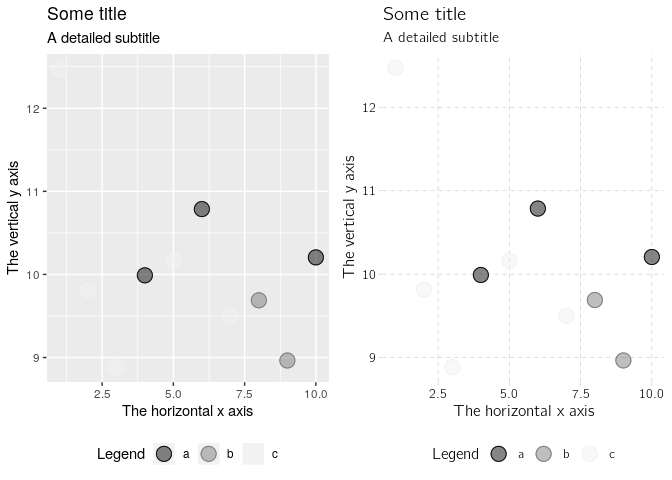 Some title
A detailed subtitle
The vertical y axis
12
11
10
9
2.5 5.0 7.5 10.0
The horizontal x axis
Legend a b c
Some title
A detailed subtitle
The vertical y axis
12
11
10
9
2.5 5.0 7.5 10.0
The horizontal x axis
Legend a b c